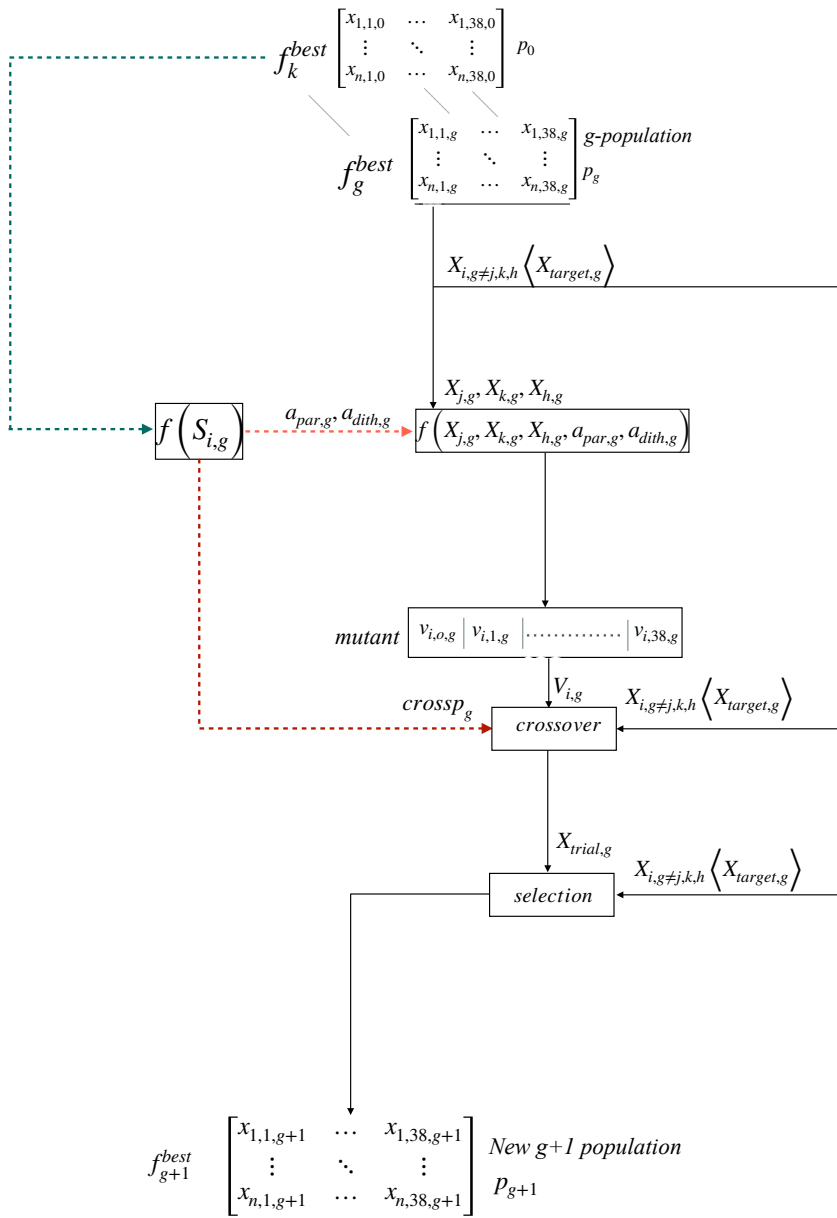 f_k^{best} [x_{1,1,0} … x_{1,38,0}
⋮ ⋱ ⋮
x_{n,1,0} … x_{n,38,0}] p_0
f_g^{best} [x_{1,1,g} … x_{1,38,g}
⋮ ⋱ ⋮
x_{n,1,g} … x_{n,38,g}] g-population
p_g
X_{i,g≠j,k,h} ⟨X_{target,g}⟩
X_{j,g}, X_{k,g}, X_{h,g}
f(S_{i,g})
a_{par,g}, a_{dith,g}
f(X_{j,g}, X_{k,g}, X_{h,g}, a_{par,g}, a_{dith,g})
mutant v_{i,o,g} | v_{i,1,g} |............... | v_{i,38,g}
V_{i,g}
crossp_g
crossover
X_{i,g≠j,k,h} ⟨X_{target,g}⟩
X_{trial,g}
selection
X_{i,g≠j,k,h} ⟨X_{target,g}⟩
f_{g+1}^{best} [x_{1,1,g+1} … x_{1,38,g+1}
⋮ ⋱ ⋮
x_{n,1,g+1} … x_{n,38,g+1}] New g+1 population
p_{g+1}